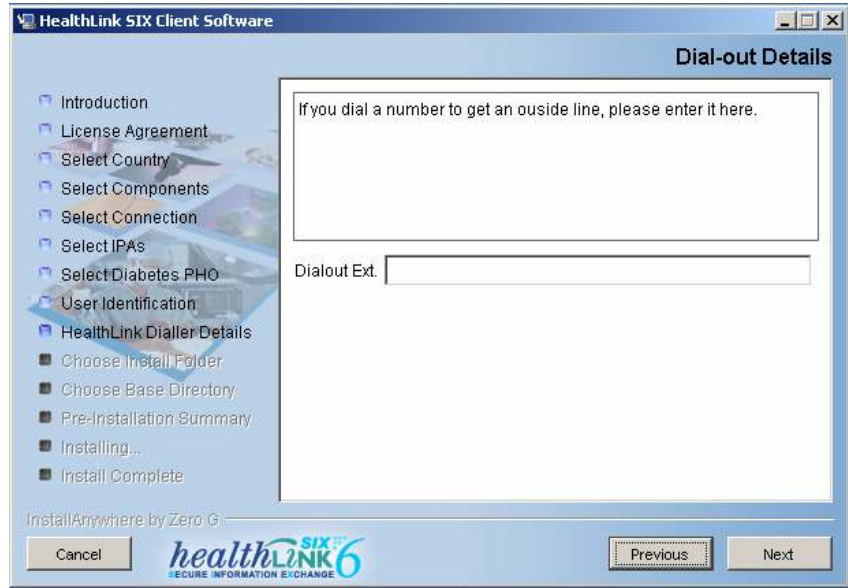 HealthLink SIX Client Software
Dial-out Details
Introduction
License Agreement
Select Country
Select Components
Select Connection
Select IPAs
Select Diabetes PHO
User Identification
HealthLink Dialler Details
Choose Install Folder
Choose Base Directory
Pre-Installation Summary
Installing...
Install Complete
If you dial a number to get an ouside line, please enter it here.
Dialout Ext.
InstallAnywhere by Zero G
Cancel
healthLINK SIX 6
SECURE INFORMATION EXCHANGE
Previous
Next